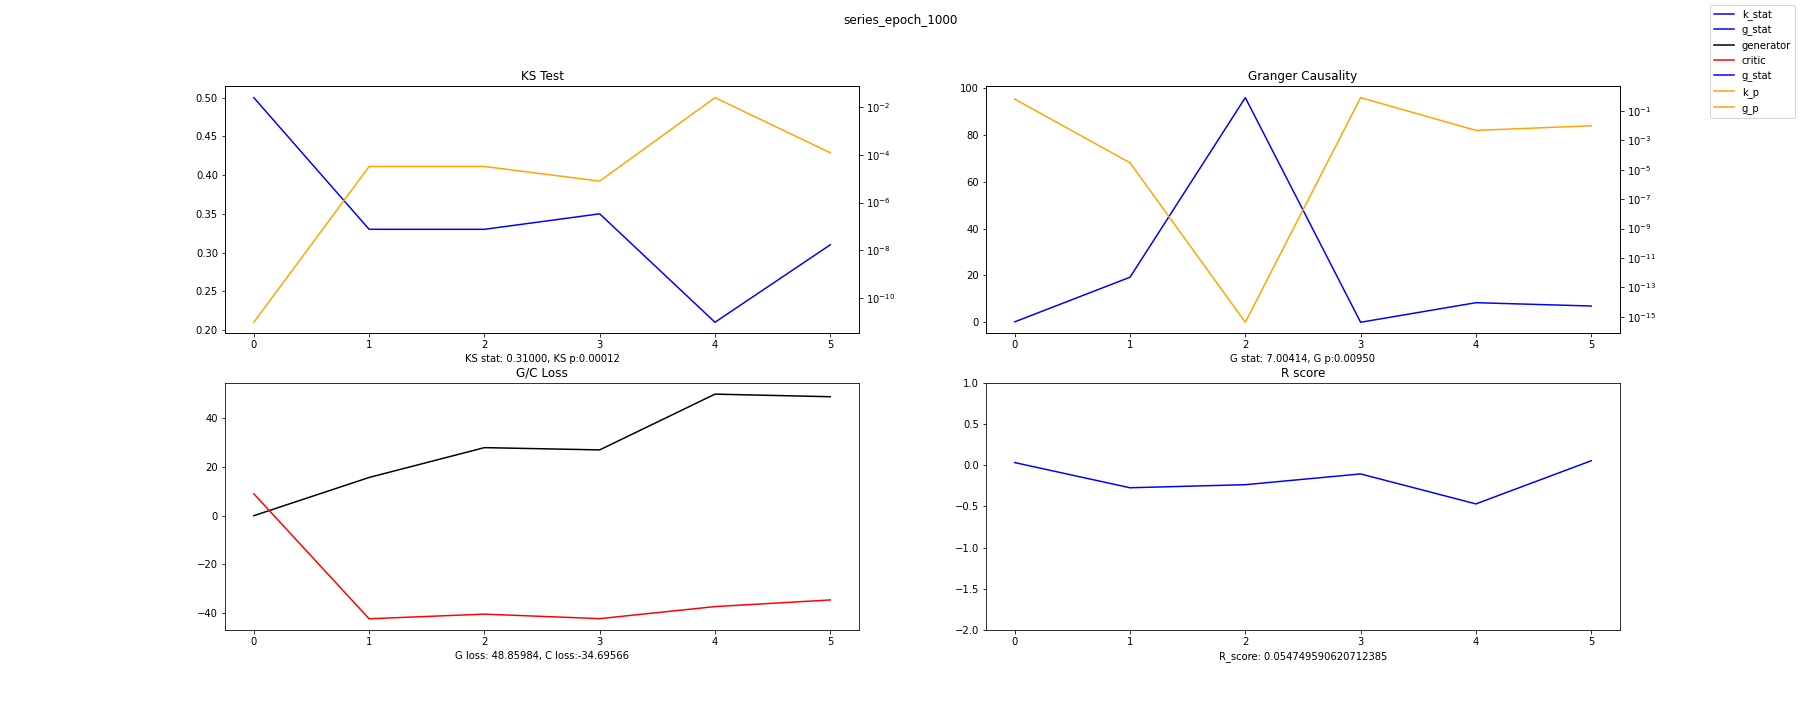 series_epoch_1000
k_stat
g_stat
generator
critic
g_stat
k_p
g_p
KS Test
0.50
0.45
0.40
0.35
0.30
0.25
0.20
10⁻²
10⁻⁴
10⁻⁶
10⁻⁸
10⁻¹⁰
0 1 2 3 4 5
KS stat: 0.31000, KS p:0.00012
Granger Causality
100
80
60
40
20
0
10⁻¹
10⁻³
10⁻⁵
10⁻⁷
10⁻⁹
10⁻¹¹
10⁻¹³
10⁻¹⁵
0 1 2 3 4 5
G stat: 7.00414, G p:0.00950
G/C Loss
40
20
0
−20
−40
0 1 2 3 4 5
G loss: 48.85984, C loss:-34.69566
R score
1.0
0.5
0.0
−0.5
−1.0
−1.5
−2.0
0 1 2 3 4 5
R_score: 0.054749590620712385